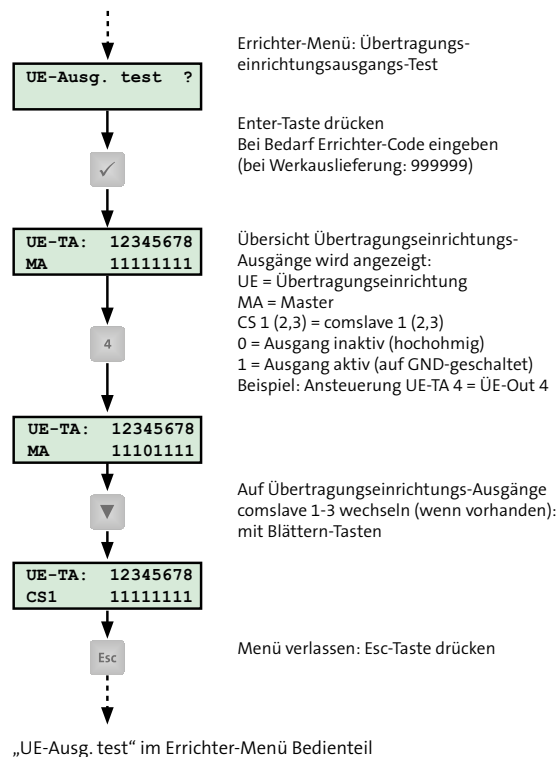 Errichter-Menü: Übertragungs-
einrichtungsausgangs-Test
UE-Ausg. test ?
Enter-Taste drücken
Bei Bedarf Errichter-Code eingeben
(bei Werkauslieferung: 999999)
UE-TA: 12345678
MA 11111111
Übersicht Übertragungseinrichtungs-
Ausgänge wird angezeigt:
UE = Übertragungseinrichtung
MA = Master
CS 1 (2,3) = comslave 1 (2,3)
0 = Ausgang inaktiv (hochohmig)
1 = Ausgang aktiv (auf GND-geschaltet)
Beispiel: Ansteuerung UE-TA 4 = ÜE-Out 4
4
UE-TA: 12345678
MA 11101111
Auf Übertragungseinrichtungs-Ausgänge
comslave 1-3 wechseln (wenn vorhanden):
mit Blättern-Tasten
UE-TA: 12345678
CS1 11111111
Esc
Menü verlassen: Esc-Taste drücken
„UE-Ausg. test“ im Errichter-Menü Bedienteil